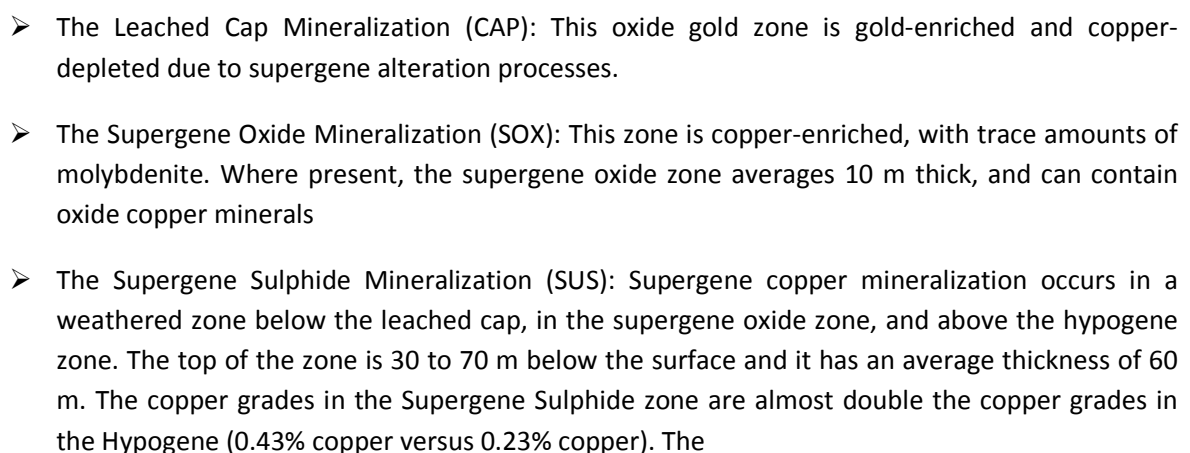 ➢ The Leached Cap Mineralization (CAP): This oxide gold zone is gold-enriched and copper-
depleted due to supergene alteration processes.
➢ The Supergene Oxide Mineralization (SOX): This zone is copper-enriched, with trace amounts of
molybdenite. Where present, the supergene oxide zone averages 10 m thick, and can contain
oxide copper minerals
➢ The Supergene Sulphide Mineralization (SUS): Supergene copper mineralization occurs in a
weathered zone below the leached cap, in the supergene oxide zone, and above the hypogene
zone. The top of the zone is 30 to 70 m below the surface and it has an average thickness of 60
m. The copper grades in the Supergene Sulphide zone are almost double the copper grades in
the Hypogene (0.43% copper versus 0.23% copper). The